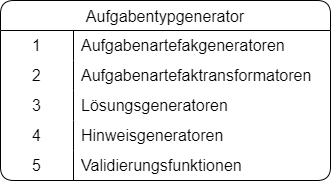 Aufgabentypgenerator
1 Aufgabenartefakgeneratoren
2 Aufgabenartefaktransformatoren
3 Lösungsgeneratoren
4 Hinweisgeneratoren
5 Validierungsfunktionen